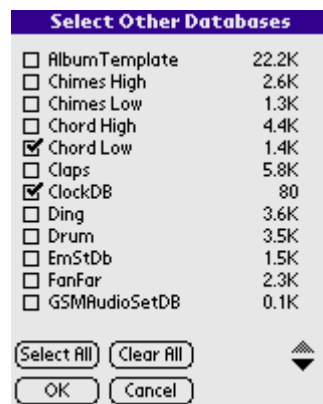 Select Other Databases
AlbumTemplate 22.2K
Chimes High 2.6K
Chimes Low 1.3K
Chord High 4.4K
Chord Low 1.4K
Claps 5.8K
ClockDB 80
Ding 3.6K
Drum 3.5K
EmStDb 1.5K
FanFar 2.3K
GSMAudioSetDB 0.1K
Select All Clear All
OK Cancel